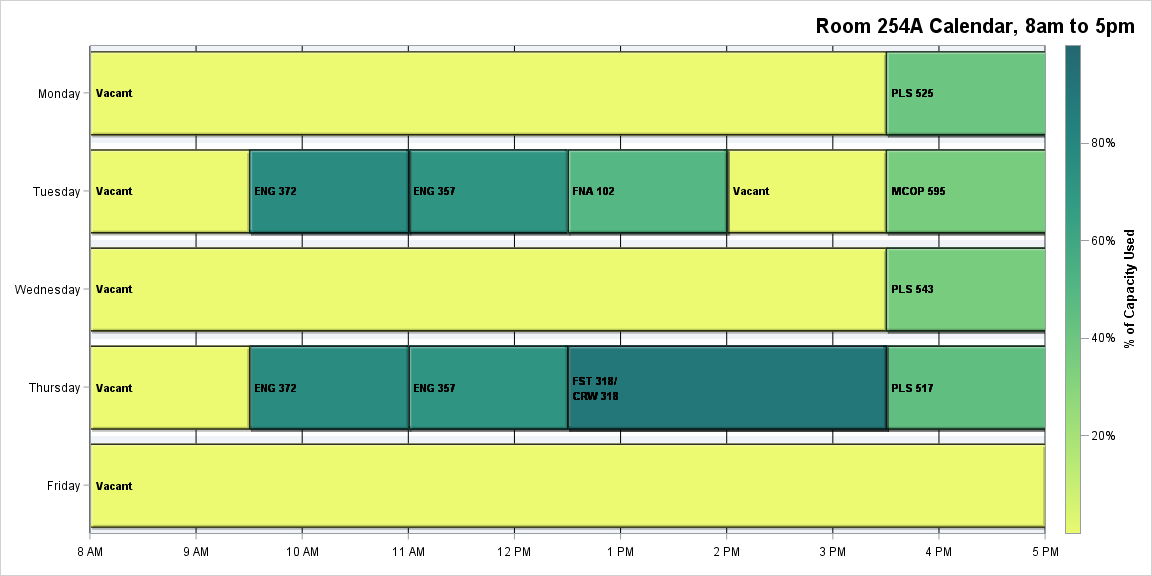 Room 254A Calendar, 8am to 5pm
Monday
Vacant
PLS 525
Tuesday
Vacant
ENG 372
ENG 357
FNA 102
Vacant
MCOP 595
Wednesday
Vacant
PLS 543
Thursday
Vacant
ENG 372
ENG 357
FST 318/
CRW 318
PLS 517
Friday
Vacant
8 AM
9 AM
10 AM
11 AM
12 PM
1 PM
2 PM
3 PM
4 PM
5 PM
80%
60%
40%
20%
% of Capacity Used